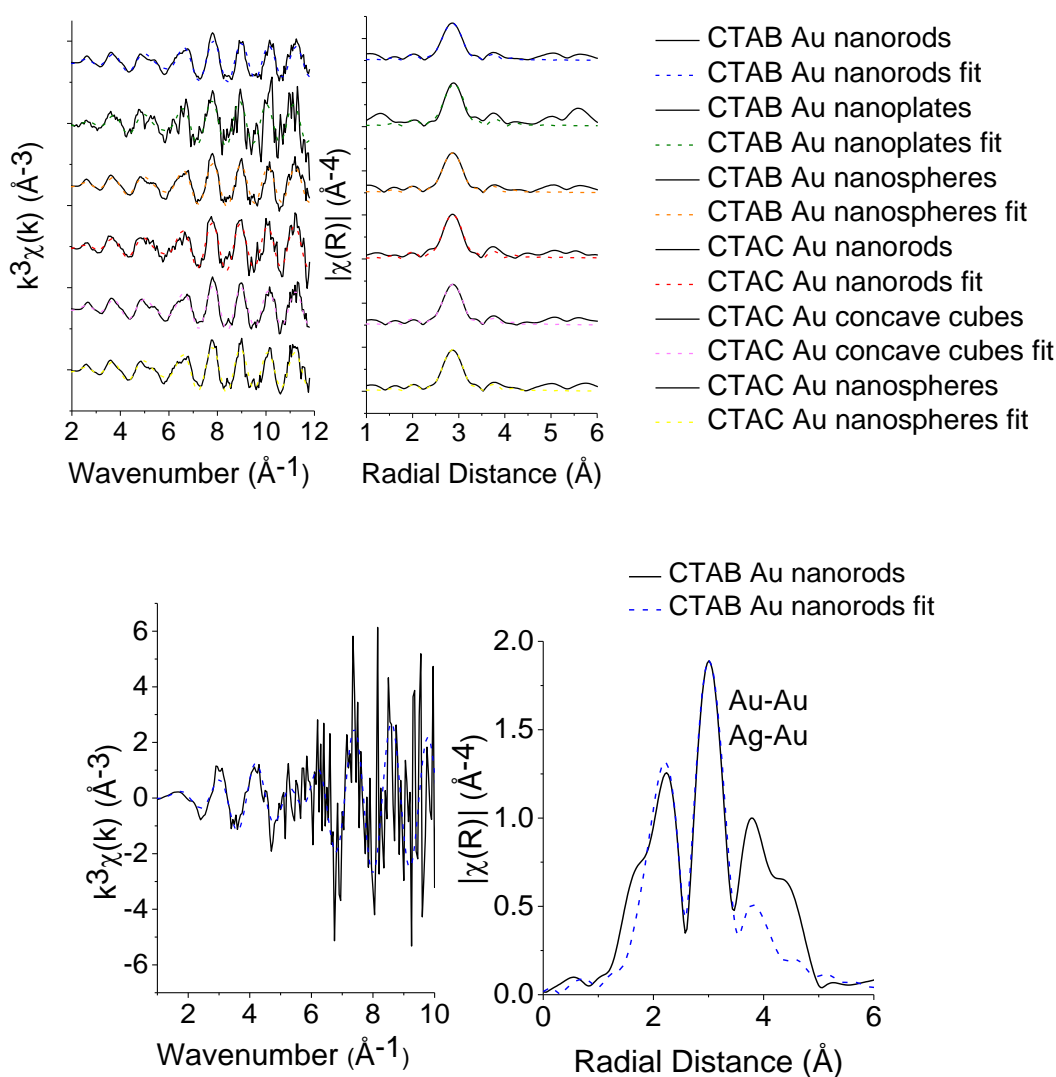 k3χ(k) (Å-3)
2 4 6 8 10 12
Wavenumber (Å-1)
|χ(R)| (Å-4)
1 2 3 4 5 6
Radial Distance (Å)
CTAB Au nanorods
CTAB Au nanorods fit
CTAB Au nanoplates
CTAB Au nanoplates fit
CTAB Au nanospheres
CTAB Au nanospheres fit
CTAC Au nanorods
CTAC Au nanorods fit
CTAC Au concave cubes
CTAC Au concave cubes fit
CTAC Au nanospheres
CTAC Au nanospheres fit
CTAB Au nanorods
CTAB Au nanorods fit
k3χ(k) (Å-3)
6
4
2
0
-2
-4
-6
2 4 6 8 10
Wavenumber (Å-1)
|χ(R)| (Å-4)
2.0
1.5
1.0
0.5
0.0
Au-Au
Ag-Au
0 2 4 6
Radial Distance (Å)